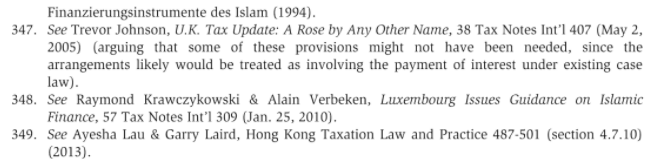 Finanzierungsinstrumente des Islam (1994).
347. See Trevor Johnson, U.K. Tax Update: A Rose by Any Other Name, 38 Tax Notes Int'l 407 (May 2,
2005) (arguing that some of these provisions might not have been needed, since the
arrangements likely would be treated as involving the payment of interest under existing case
law).
348. See Raymond Krawczykowski & Alain Verbeken, Luxembourg Issues Guidance on Islamic
Finance, 57 Tax Notes Int'l 309 (Jan. 25, 2010).
349. See Ayesha Lau & Garry Laird, Hong Kong Taxation Law and Practice 487-501 (section 4.7.10)
(2013).